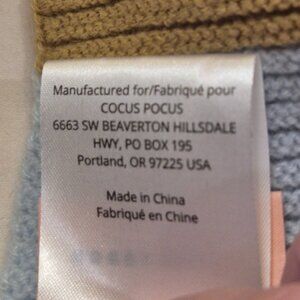 Manufactured for/Fabriqué pour
COCUS POCUS
6663 SW BEAVERTON HILLSDALE
HWY, PO BOX 195
Portland, OR 97225 USA
Made in China
Fabriqué en Chine